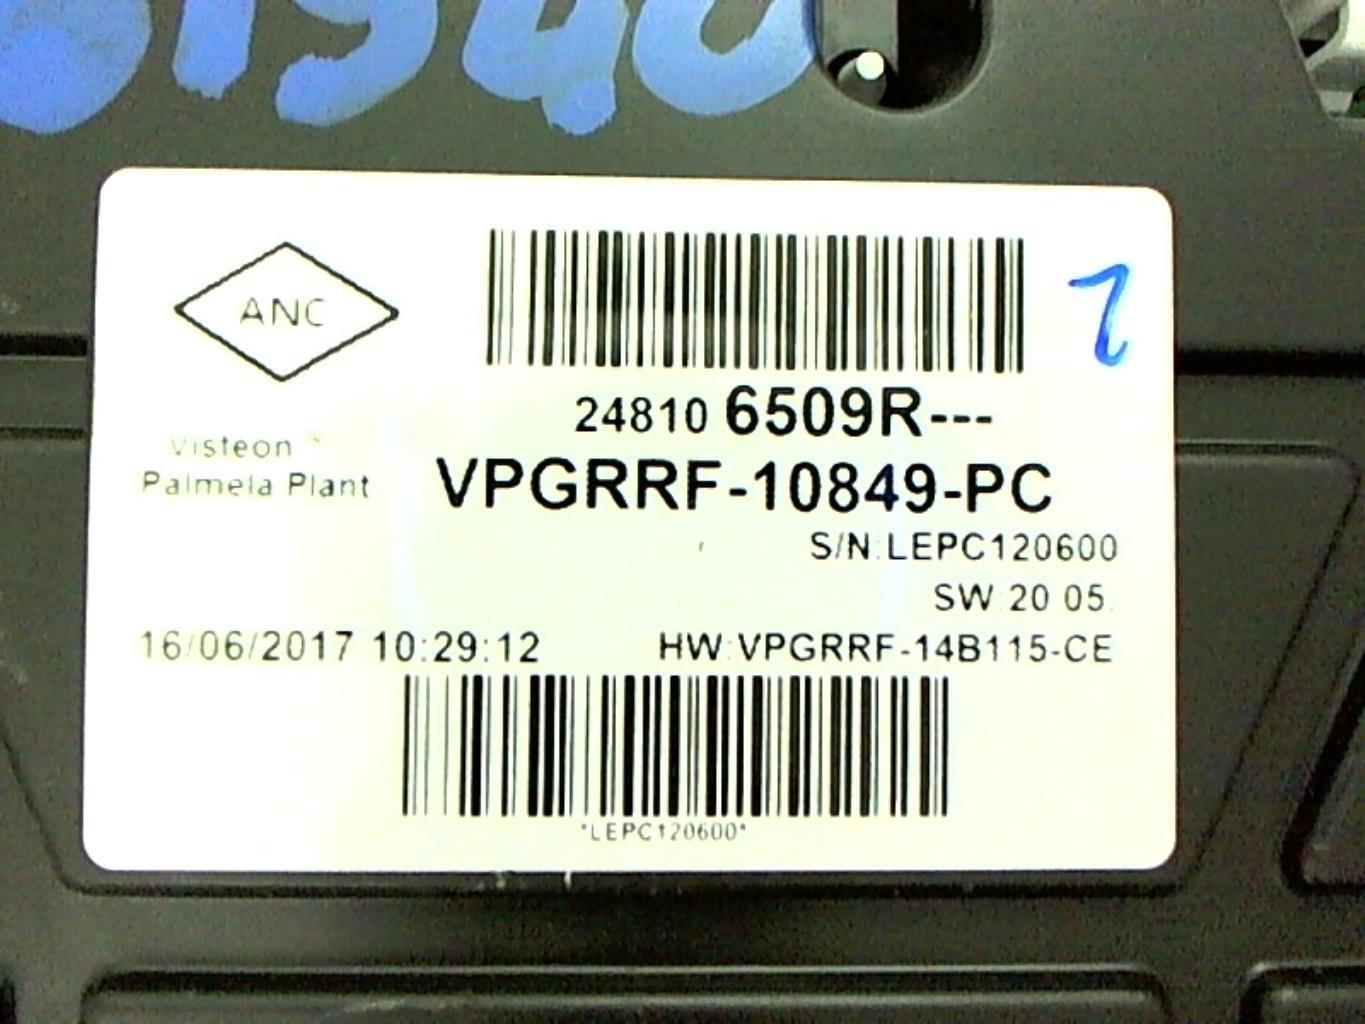 ANC
24810 6509R---
Visteon
Palmela Plant
VPGRRF-10849-PC
S/N:LEPC120600
SW:20.05.
16/06/2017 10:29:12
HW:VPGRRF-14B115-CE
*LEPC120600*